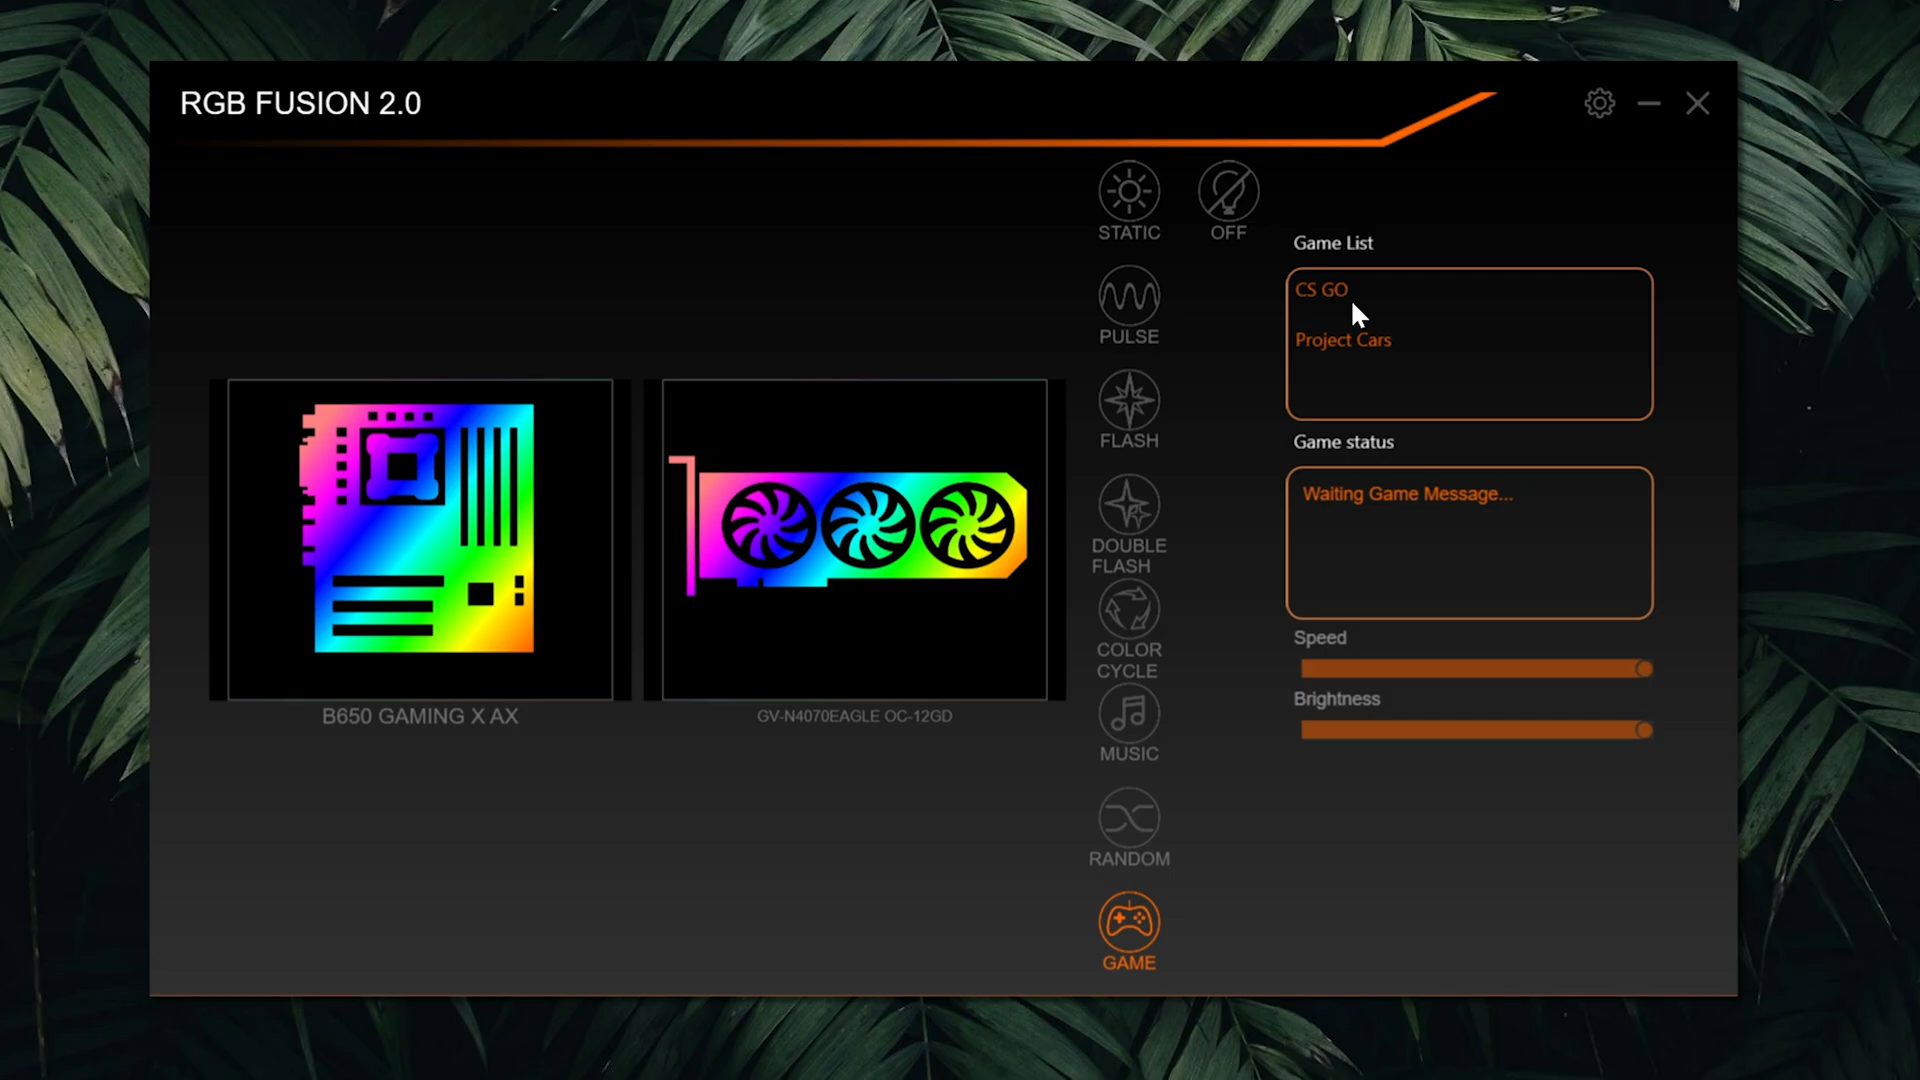 RGB FUSION 2.0
STATIC
OFF
PULSE
FLASH
DOUBLE
FLASH
COLOR
CYCLE
MUSIC
RANDOM
GAME
Game List
CS GO
Project Cars
Game status
Waiting Game Message...
Speed
Brightness
B650 GAMING X AX
GV-N4070EAGLE OC-12GD